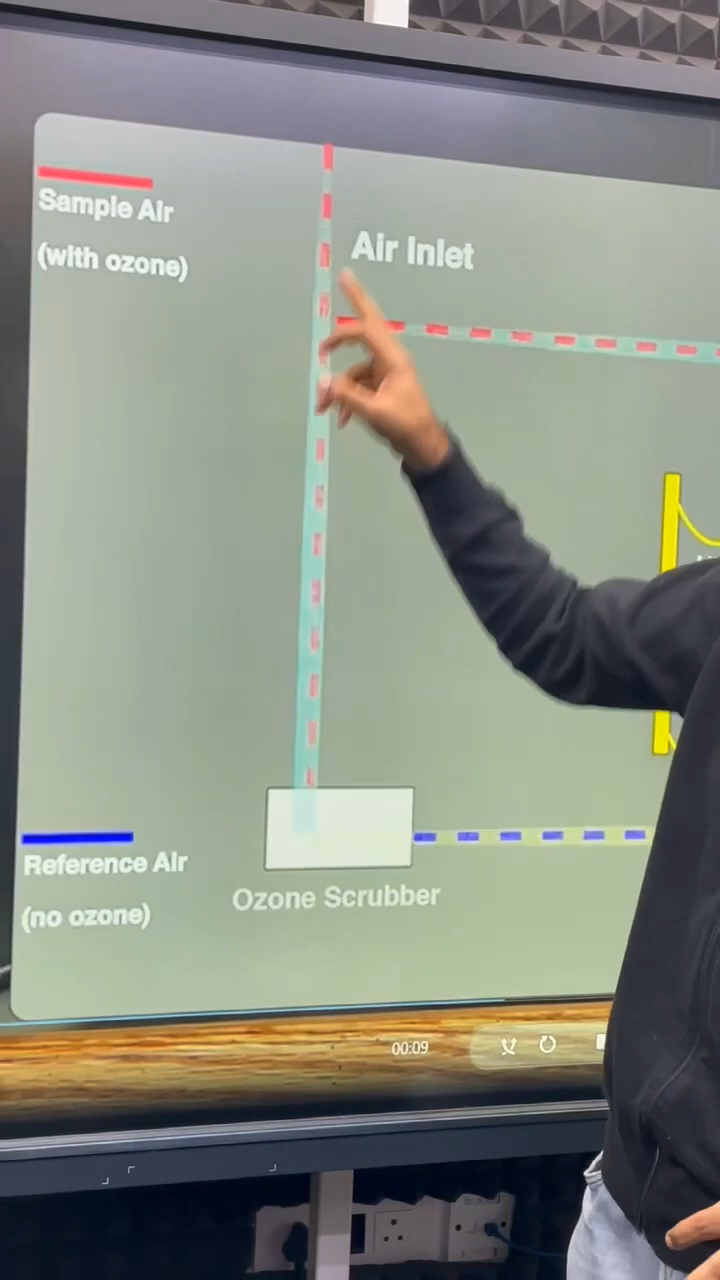 Sample Air
(with ozone)
Air Inlet
Reference Air
(no ozone)
Ozone Scrubber
00:09